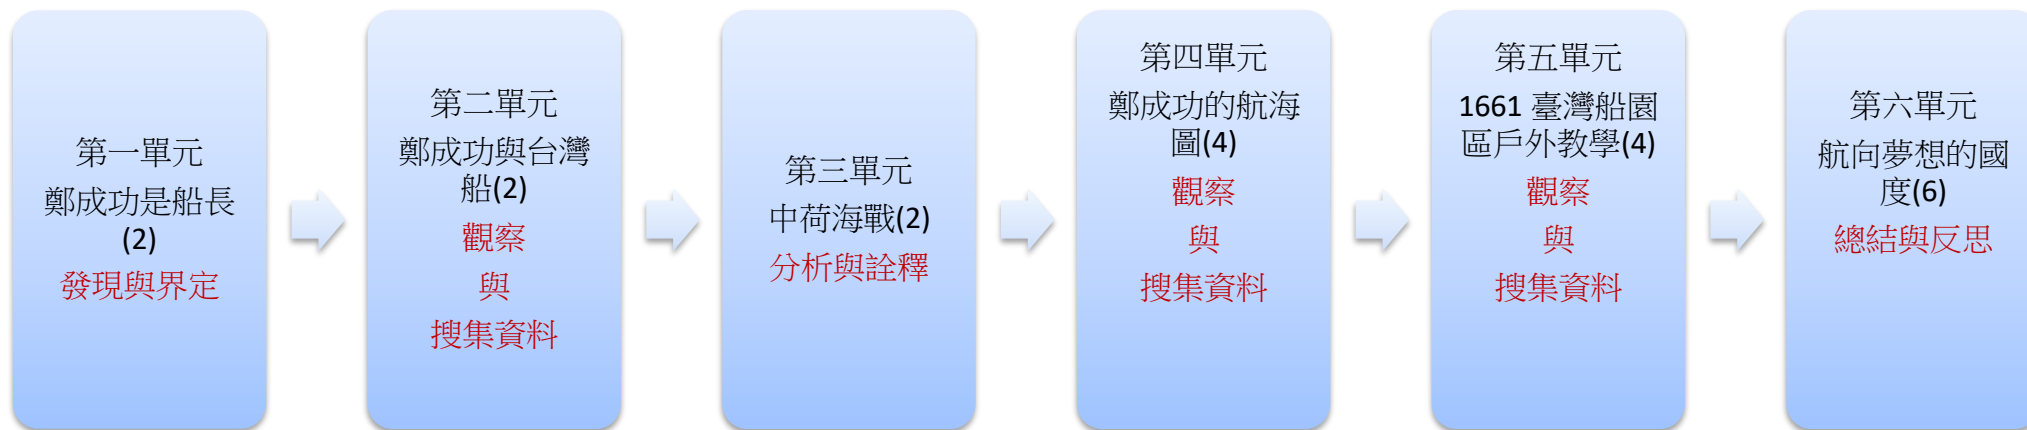 第一單元
鄭成功是船長
(2)
發現與界定
第二單元
鄭成功與台灣
船(2)
觀察
與
搜集資料
第三單元
中荷海戰(2)
分析與詮釋
第四單元
鄭成功的航海
圖(4)
觀察
與
搜集資料
第五單元
1661 臺灣船園
區戶外教學(4)
觀察
與
搜集資料
第六單元
航向夢想的國
度(6)
總結與反思